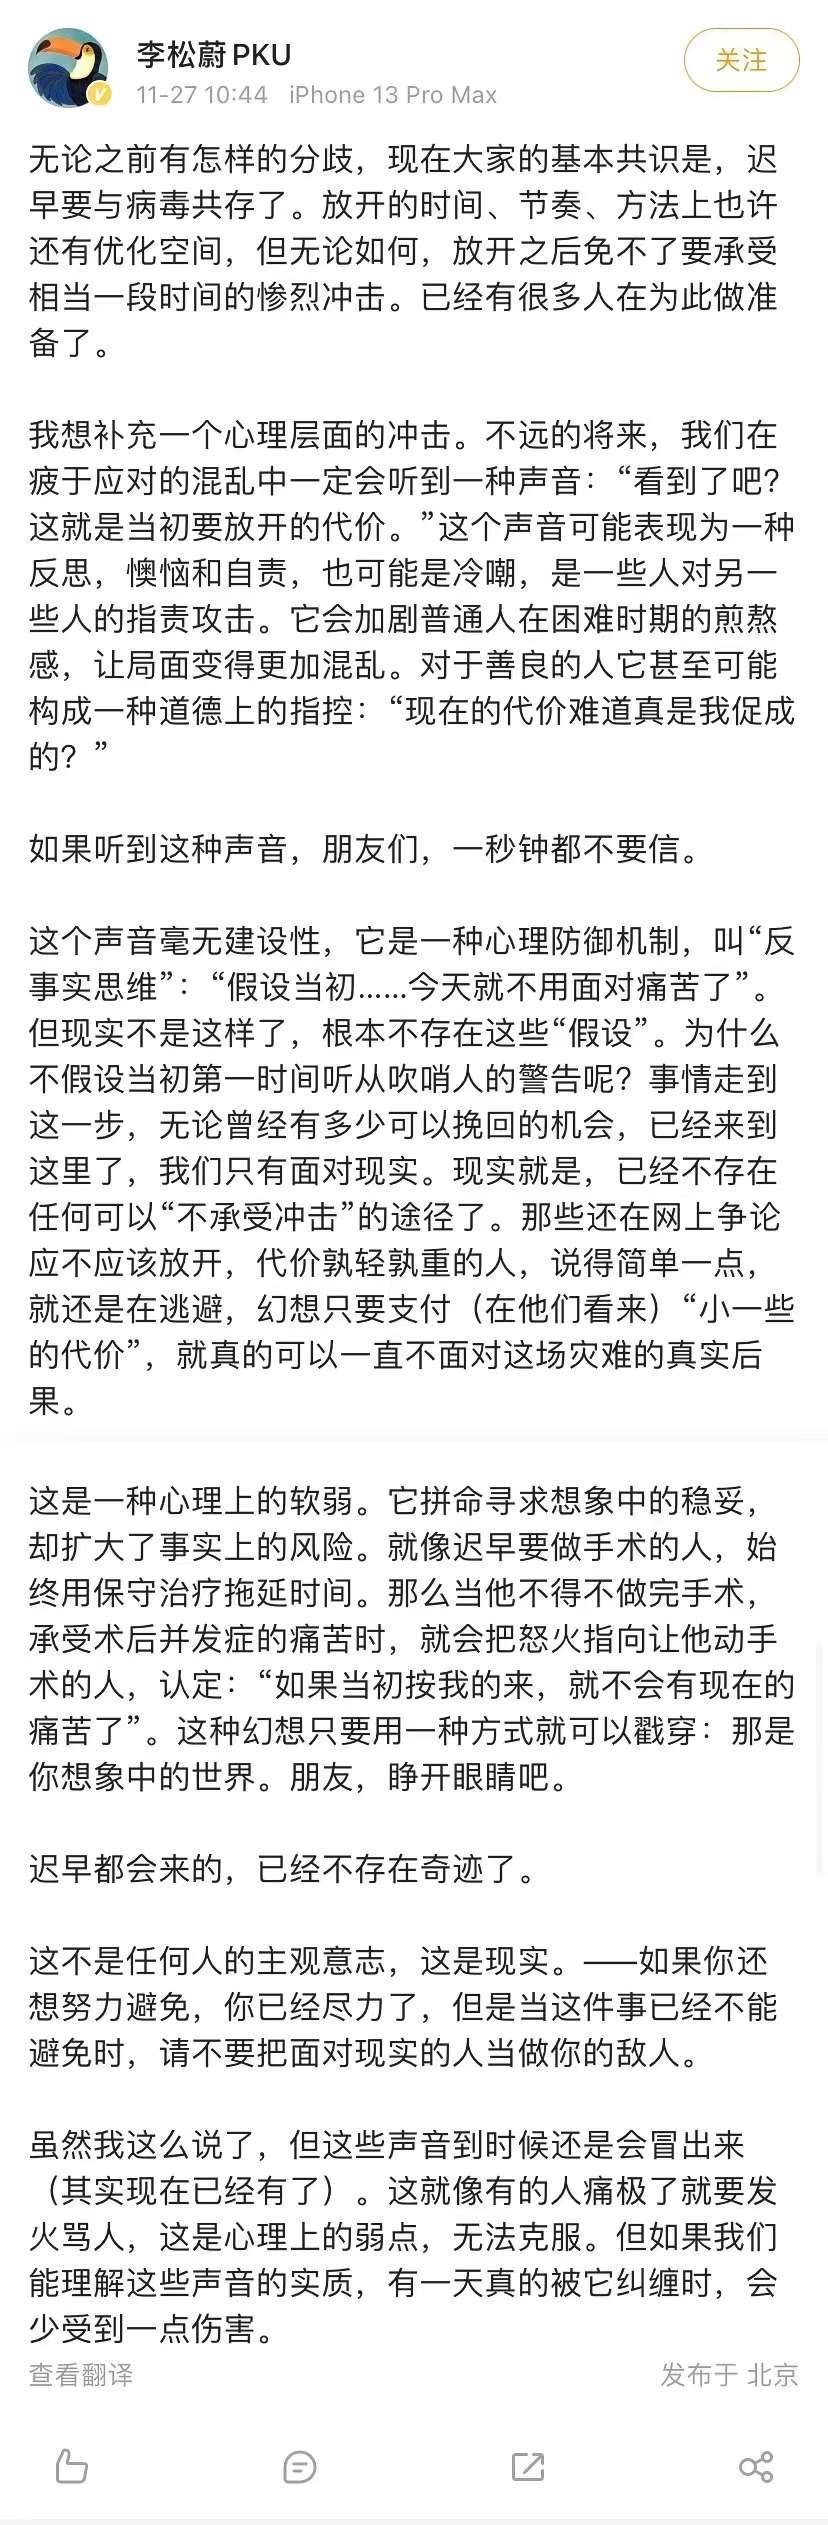 李松蔚PKU
11-27 10:44 iPhone 13 Pro Max
关注
无论之前有怎样的分歧，现在大家的基本共识是，迟
早要与病毒共存了。放开的时间、节奏、方法上也许
还有优化空间，但无论如何，放开之后免不了要承受
相当一段时间的惨烈冲击。已经有很多人在为此做准
备了。
我想补充一个心理层面的冲击。不远的将来，我们在
疲于应对的混乱中一定会听到一种声音：“看到了吧？
这就是当初要放开的代价。”这个声音可能表现为一种
反思，懊恼和自责，也可能是冷嘲，是一些人对另一
些人的指责攻击。它会加剧普通人在困难时期的煎熬
感，让局面变得更加混乱。对于善良的人它甚至可能
构成一种道德上的指控：“现在的代价难道真是我促成
的？”
如果听到这种声音，朋友们，一秒钟都不要信。
这个声音毫无建设性，它是一种心理防御机制，叫“反
事实思维”：“假设当初……今天就不用面对痛苦了”。
但现实不是这样了，根本不存在这些“假设”。为什么
不假设当初第一时间听从吹哨人的警告呢？事情走到
这一步，无论曾经有多少可以挽回的机会，已经来到
这里了，我们只有面对现实。现实就是，已经不存在
任何可以“不承受冲击”的途径了。那些还在网上争论
应不应该放开，代价孰轻孰重的人，说得简单一点，
就还是在逃避，幻想只要支付（在他们看来）“小一些
的代价”，就真的可以一直不面对这场灾难的真实后
果。
这是一种心理上的软弱。它拼命寻求想象中的稳妥，
却扩大了事实上的风险。就像迟早要做手术的人，始
终用保守治疗拖延时间。那么当他不得不做完手术，
承受术后并发症的痛苦时，就会把怒火指向让他动手
术的人，认定：“如果当初按我的来，就不会有现在的
痛苦了”。这种幻想只要用一种方式就可以戳穿：那是
你想象中的世界。朋友，睁开眼睛吧。
迟早都会来的，已经不存在奇迹了。
这不是任何人的主观意志，这是现实。——如果你还
想努力避免，你已经尽力了，但是当这件事已经不能
避免时，请不要把面对现实的人当做你的敌人。
虽然我这么说了，但这些声音到时候还是会冒出来
（其实现在已经有了）。这就像有的人痛极了就要发
火骂人，这是心理上的弱点，无法克服。但如果我们
能理解这些声音的实质，有一天真的被它纠缠时，会
少受到一点伤害。
查看翻译
发布于 北京